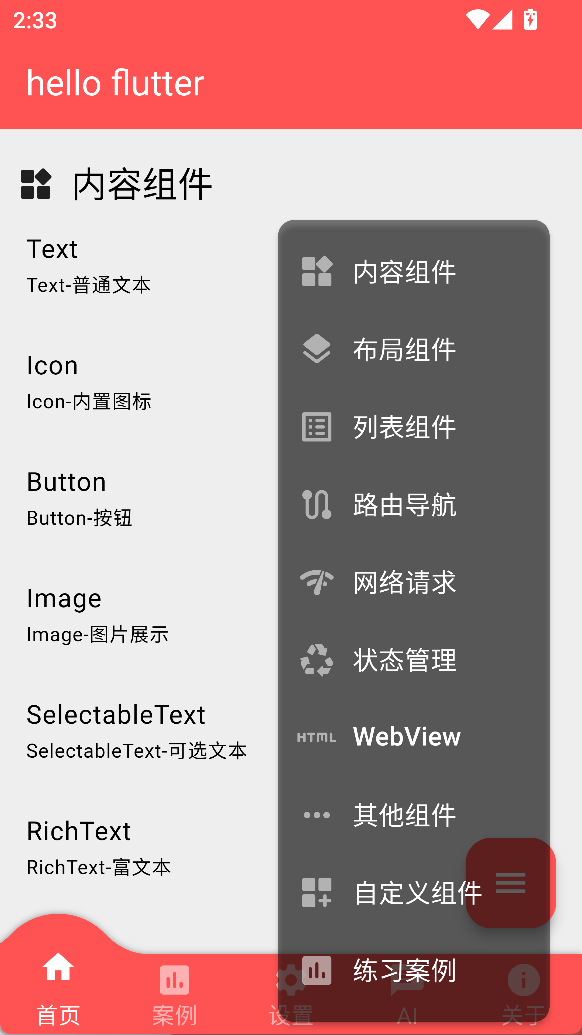 2:33
hello flutter
内容组件
Text
Text-普通文本
Icon
Icon-内置图标
Button
Button-按钮
Image
Image-图片展示
SelectableText
SelectableText-可选文本
RichText
RichText-富文本
内容组件
布局组件
列表组件
路由导航
网络请求
状态管理
HTML WebView
其他组件
自定义组件
练习案例
首页
案例
设置
AI
关于